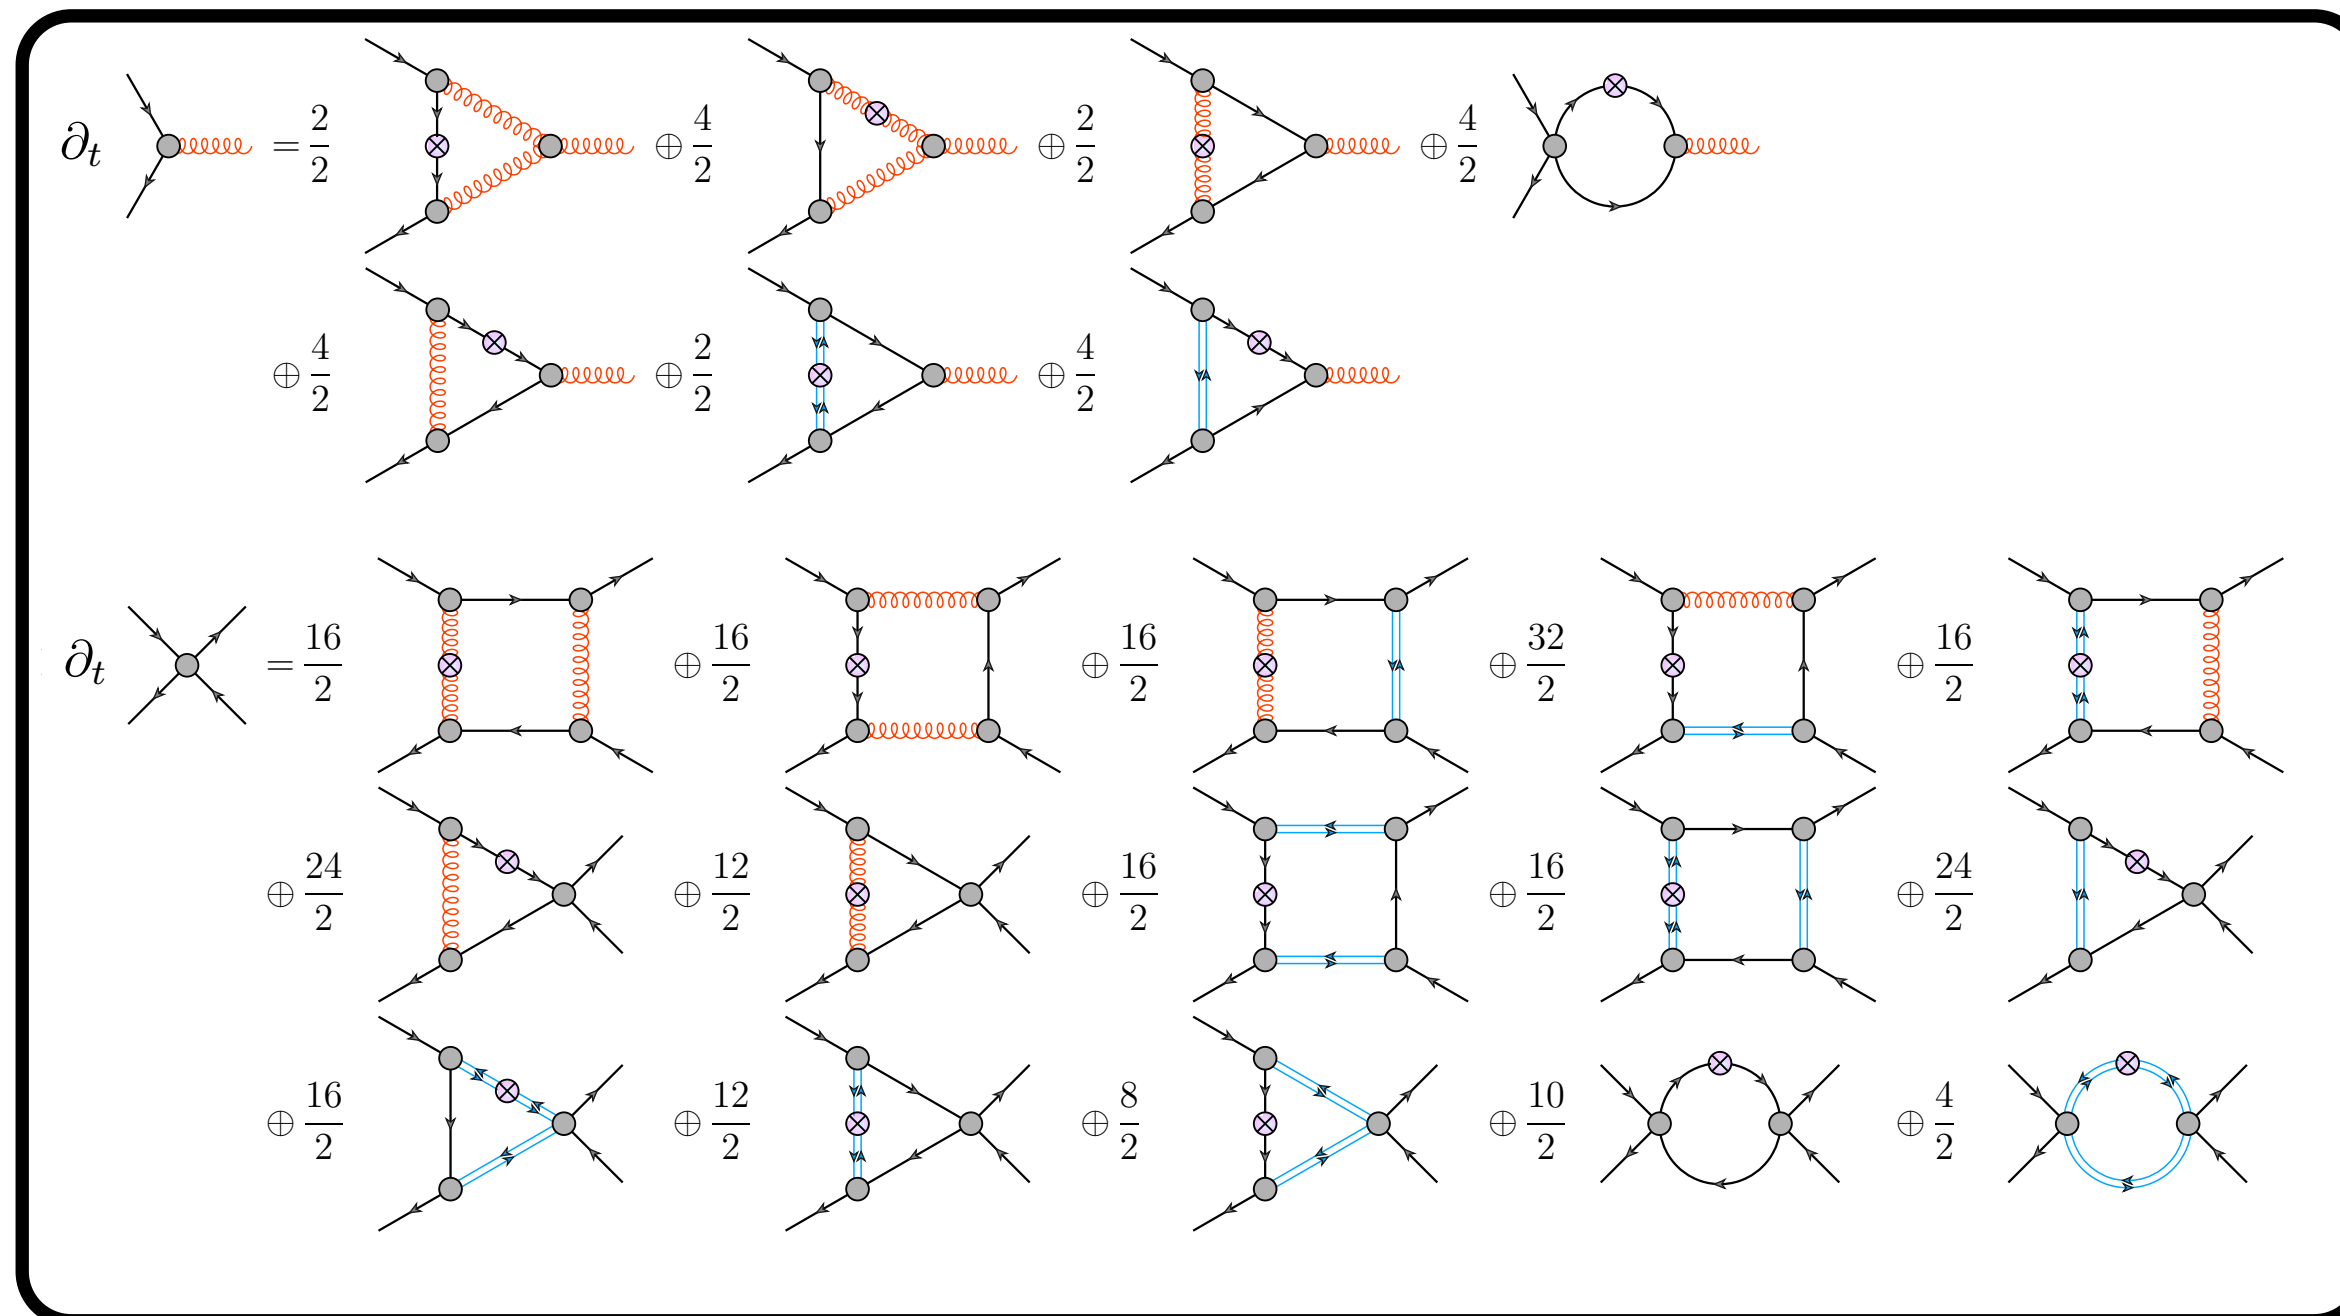 ∂t = 2/2 ⊕ 4/2 ⊕ 2/2 ⊕ 4/2
⊕ 4/2 ⊕ 2/2 ⊕ 4/2
∂t = 16/2 ⊕ 16/2 ⊕ 16/2 ⊕ 32/2 ⊕ 16/2
⊕ 24/2 ⊕ 12/2 ⊕ 16/2 ⊕ 16/2 ⊕ 24/2
⊕ 16/2 ⊕ 12/2 ⊕ 8/2 ⊕ 10/2 ⊕ 4/2